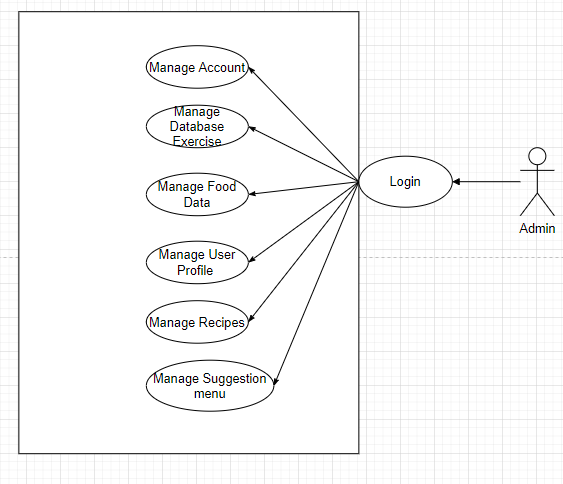 Manage Account
Manage
Database
Exercise
Manage Food
Data
Manage User
Profile
Manage Recipes
Manage Suggestion
menu
Login
Admin